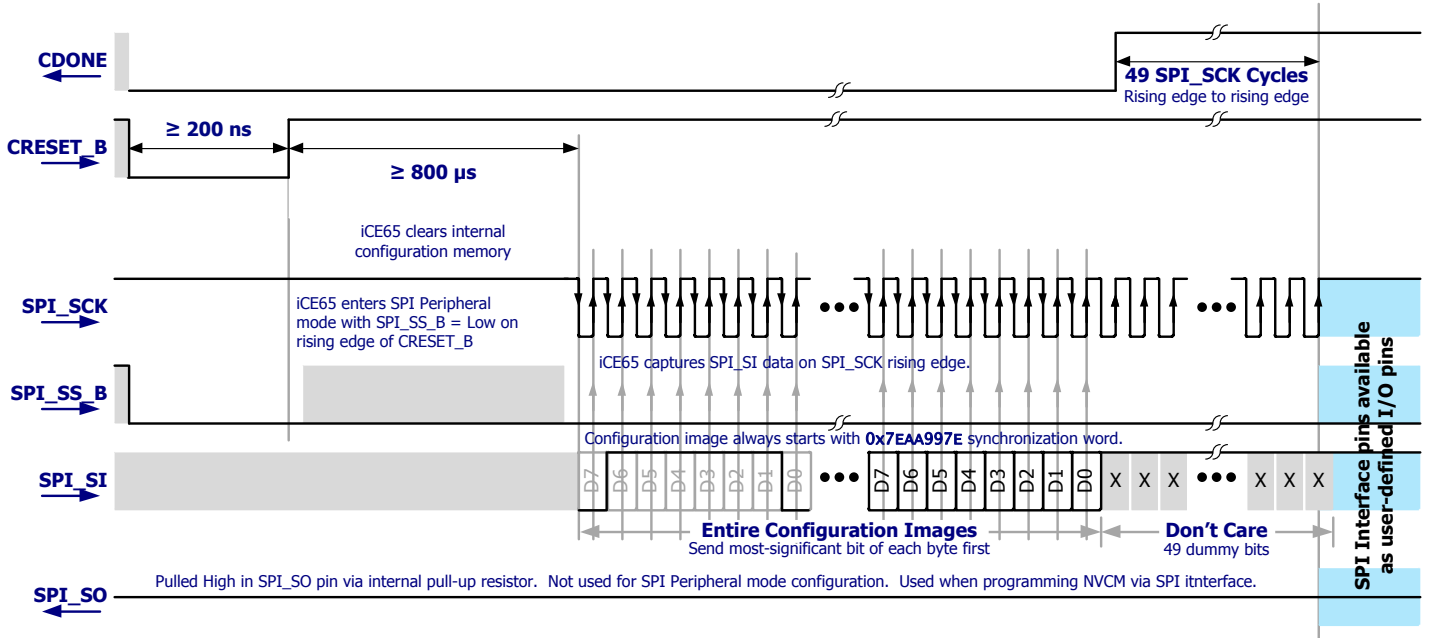 CDONE
49 SPI_SCK Cycles
Rising edge to rising edge
≥ 200 ns
CRESET_B
≥ 800 µs
iCE65 clears internal
configuration memory
SPI_SCK
iCE65 enters SPI Peripheral
mode with SPI_SS_B = Low on
rising edge of CRESET_B
•••
•••
iCE65 captures SPI_SI data on SPI_SCK rising edge.
SPI_SS_B
Configuration image always starts with 0x7EAA997E synchronization word.
SPI_SI
D7 D6 D5 D4 D3 D2 D1 D0 ••• D7 D6 D5 D4 D3 D2 D1 D0 X X X ••• X X X
Entire Configuration Images
Send most-significant bit of each byte first
Don't Care
49 dummy bits
SPI Interface pins available
as user-defined I/O pins
Pulled High in SPI_SO pin via internal pull-up resistor. Not used for SPI Peripheral mode configuration. Used when programming NVCM via SPI itnterface.
SPI_SO